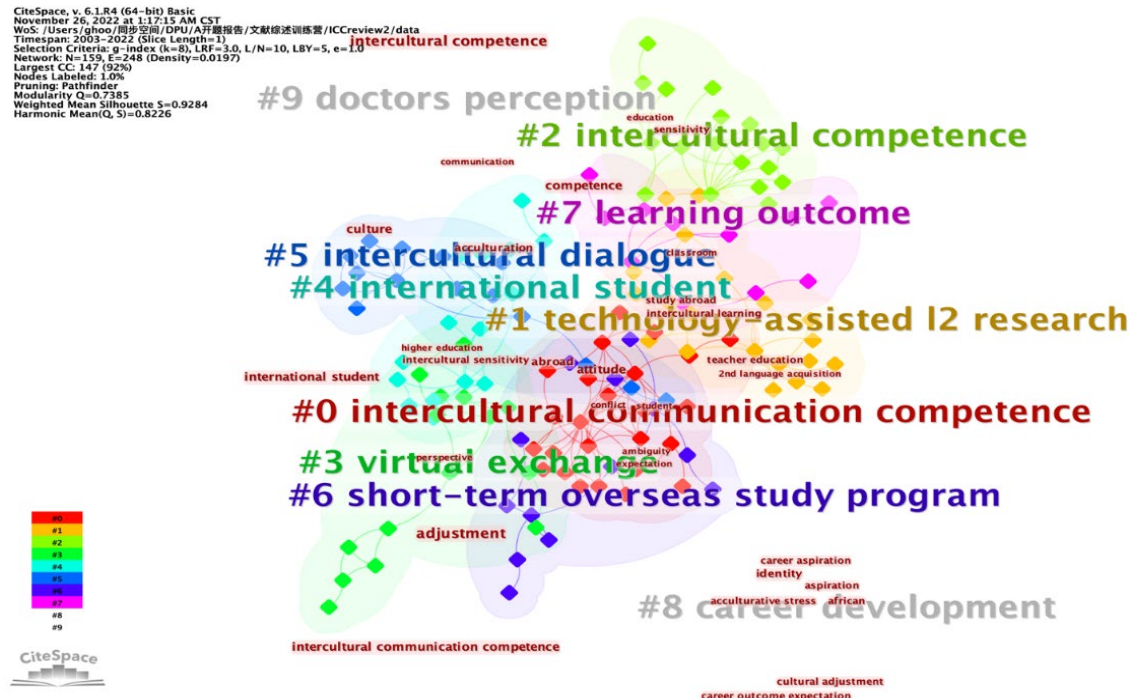 CiteSpace, v. 6.1.R4 (64-bit) Basic
November 26, 2022 at 1:17:15 AM CST
WoS: /Users/ghoo/同步空间/DPU/A开题报告/文献综述训练营/ICCreview2/data
Timespan: 2003-2022 (Slice Length=1)
Selection Criteria: g-index (k=8), LRF=3.0, L/N=10, LBY=5, e=1.0
Network: N=159, E=248 (Density=0.0197)
Largest CC: 147 (92%)
Nodes Labeled: 1.0%
Pruning: Pathfinder
Modularity Q=0.7385
Weighted Mean Silhouette S=0.9284
Harmonic Mean(Q, S)=0.8226
intercultural competence
#9 doctors perception
education
sensitivity
#2 intercultural competence
communication
competence
#7 learning outcome
culture
acculturation
classroom
#5 intercultural dialogue
#4 international student
study abroad
intercultural learning
#1 technology-assisted l2 research
higher education
intercultural sensitivity
abroad
teacher education
attitude
2nd language acquisition
international student
conflict
student
#0 intercultural communication competence
ambiguity
perspective
expectation
#3 virtual exchange
#6 short-term overseas study program
adjustment
career aspiration
identity
aspiration
acculturative stress
african
#8 career development
intercultural communication competence
cultural adjustment
career outcome expectation
#0
#1
#2
#3
#4
#5
#6
#7
#8
#9
CiteSpace